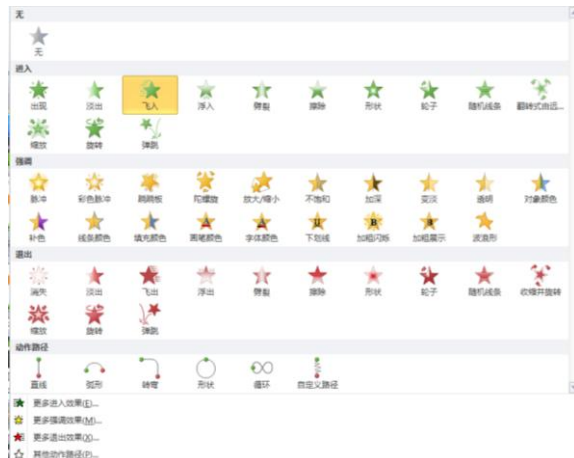 无
无
进入
出现 淡出 飞入 浮入 劈裂 擦除 形状 轮子 随机线条 翻转式由远...
缩放 旋转 弹跳
强调
脉冲 彩色脉冲 跷跷板 陀螺旋 放大/缩小 不饱和 加深 变淡 透明 对象颜色
补色 线条颜色 填充颜色 画笔颜色 字体颜色 下划线 加粗闪烁 加粗展示 波浪形
退出
消失 淡出 飞出 浮出 劈裂 擦除 形状 轮子 随机线条 收缩并旋转
缩放 旋转 弹跳
动作路径
直线 弧形 转弯 形状 循环 自定义路径
更多进入效果(E)...
更多强调效果(M)...
更多退出效果(X)...
其他动作路径(P)...